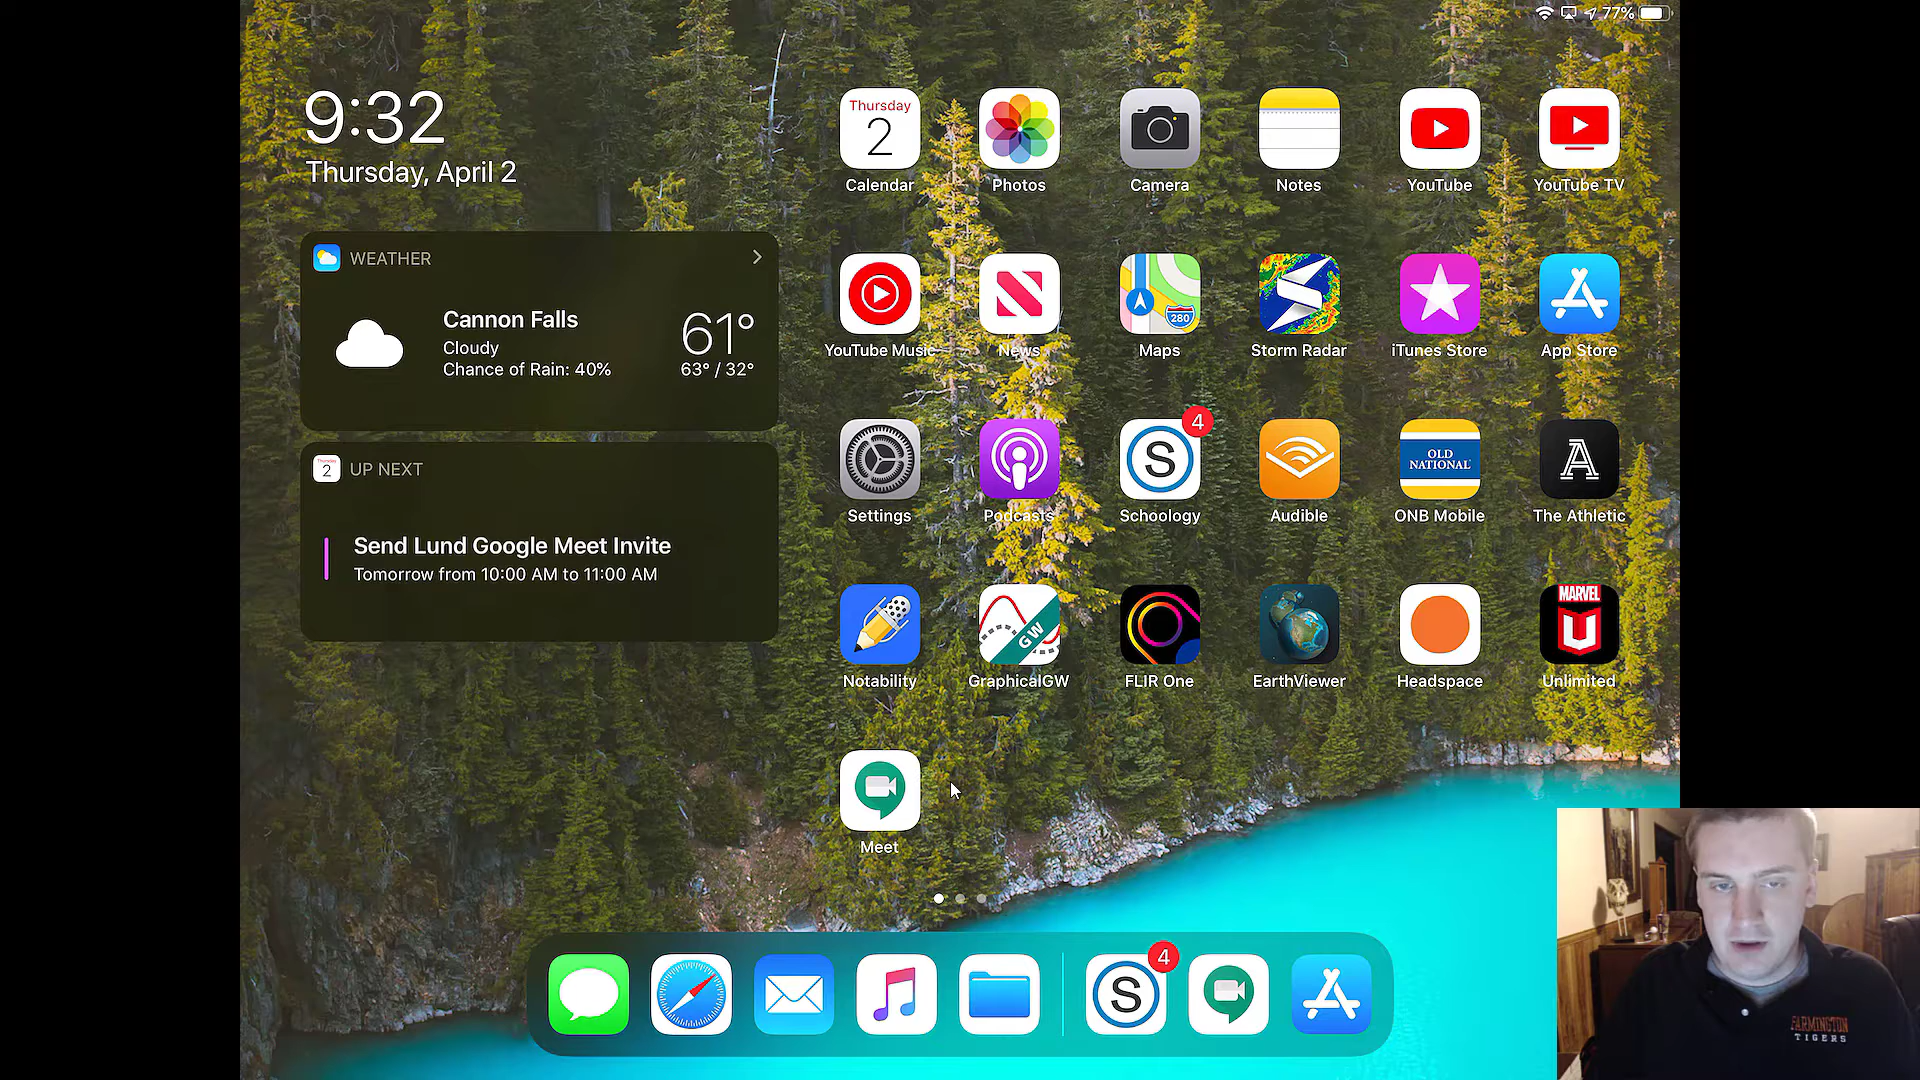 77%
9:32
Thursday, April 2
WEATHER
Cannon Falls
Cloudy
Chance of Rain: 40%
61°
63° / 32°
2
UP NEXT
Send Lund Google Meet Invite
Tomorrow from 10:00 AM to 11:00 AM
Thursday
2
Calendar
Photos
Camera
Notes
YouTube
YouTube TV
YouTube Music
News
280
Maps
Storm Radar
iTunes Store
App Store
Settings
Podcasts
S
4
Schoology
Audible
OLD
NATIONAL
ONB Mobile
A
The Athletic
Notability
GW
GraphicalGW
FLIR One
EarthViewer
Headspace
MARVEL
U
Unlimited
Meet
S
4
FARMINGTON
TIGERS